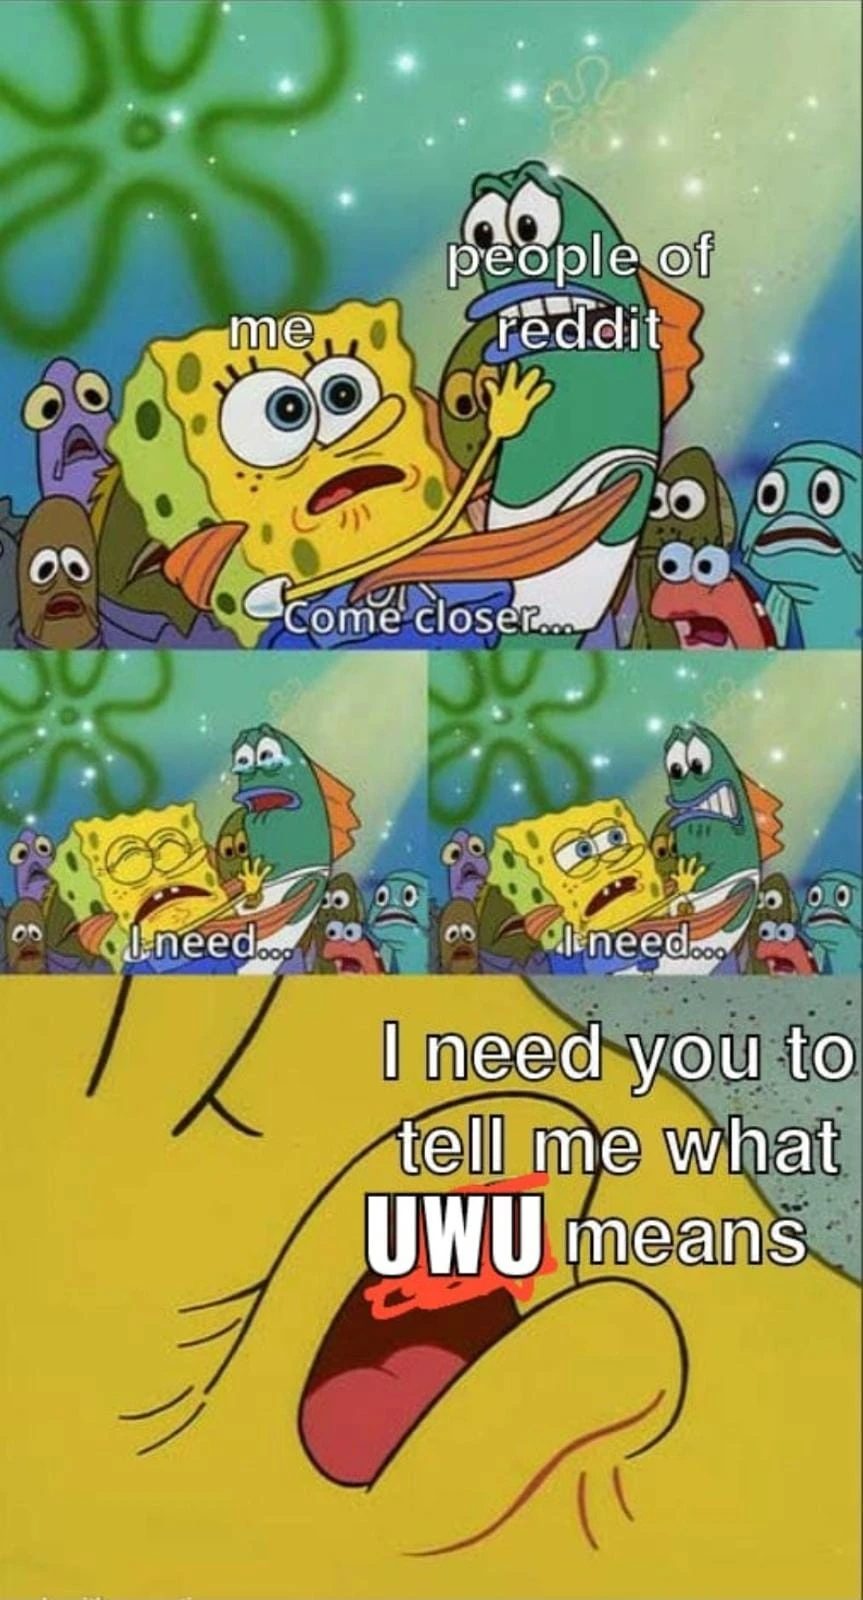 people of
reddit
me
Come closer...
I need...
I need...
I need you to
tell me what
UWU means